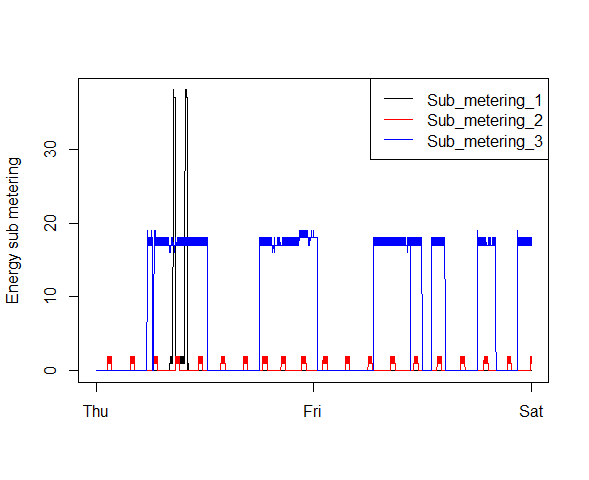 Sub_metering_1
Sub_metering_2
Sub_metering_3
Energy sub metering
30
20
10
0
Thu
Fri
Sat